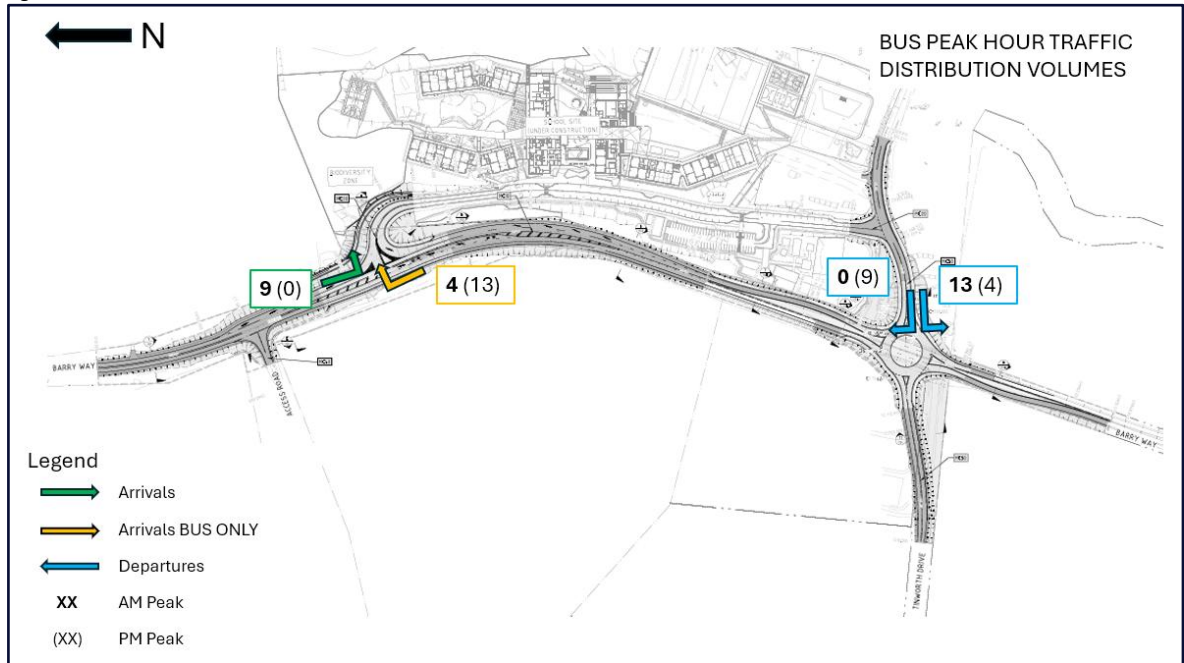 N
BUS PEAK HOUR TRAFFIC
DISTRIBUTION VOLUMES
SCHOOL SITE
(UNDER CONSTRUCTION)
BIODIVERSITY
ZONE
9 (0)
4 (13)
0 (9)
13 (4)
BARRY WAY
ACCESS ROAD
BARRY WAY
TINWORTH DRIVE
Legend
Arrivals
Arrivals BUS ONLY
Departures
XX AM Peak
(XX) PM Peak